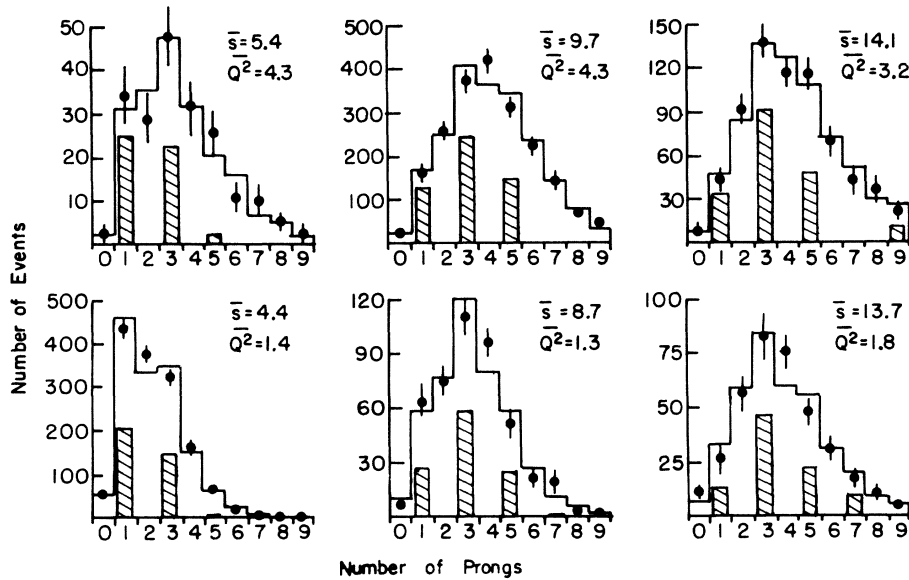 Number of Events
50
40
30
20
10
s̅=5.4
Q̅²=4.3
0 1 2 3 4 5 6 7 8 9
500
400
300
200
100
s̅=9.7
Q̅²=4.3
0 1 2 3 4 5 6 7 8 9
150
120
90
60
30
s̅=14.1
Q̅²=3.2
0 1 2 3 4 5 6 7 8 9
500
400
300
200
100
s̅=4.4
Q̅²=1.4
0 1 2 3 4 5 6 7 8 9
120
90
60
30
s̅=8.7
Q̅²=1.3
0 1 2 3 4 5 6 7 8 9
100
75
50
25
s̅=13.7
Q̅²=1.8
0 1 2 3 4 5 6 7 8 9
Number of Prongs